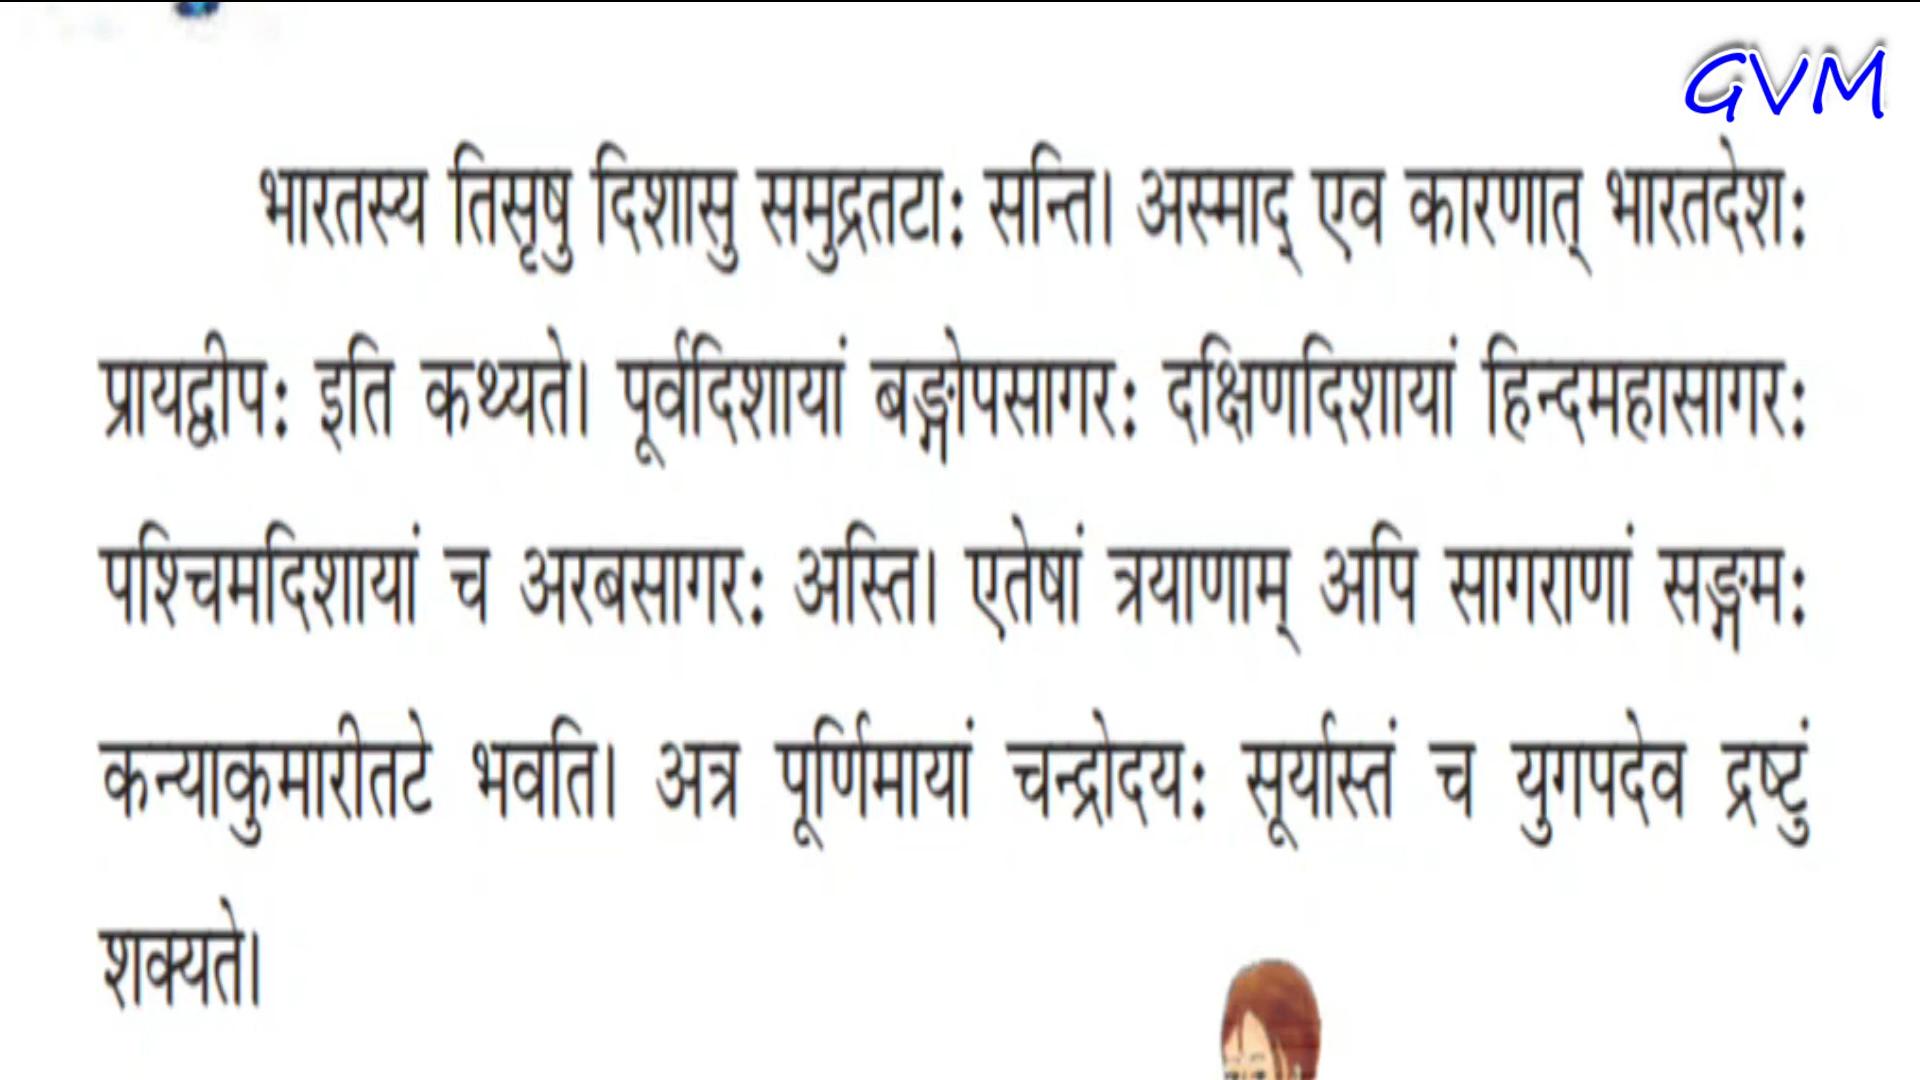 GVM
भारतस्य तिसृषु दिशासु समुद्रतटाः सन्ति। अस्माद् एव कारणात् भारतदेशः
प्रायद्वीपः इति कथ्यते। पूर्वदिशायां बङ्गोपसागरः दक्षिणदिशायां हिन्दमहासागरः
पश्चिमदिशायां च अरबसागरः अस्ति। एतेषां त्रयाणाम् अपि सागराणां सङ्गमः
कन्याकुमारीतटे भवति। अत्र पूर्णिमायां चन्द्रोदयः सूर्यास्तं च युगपदेव द्रष्टुं
शक्यते।